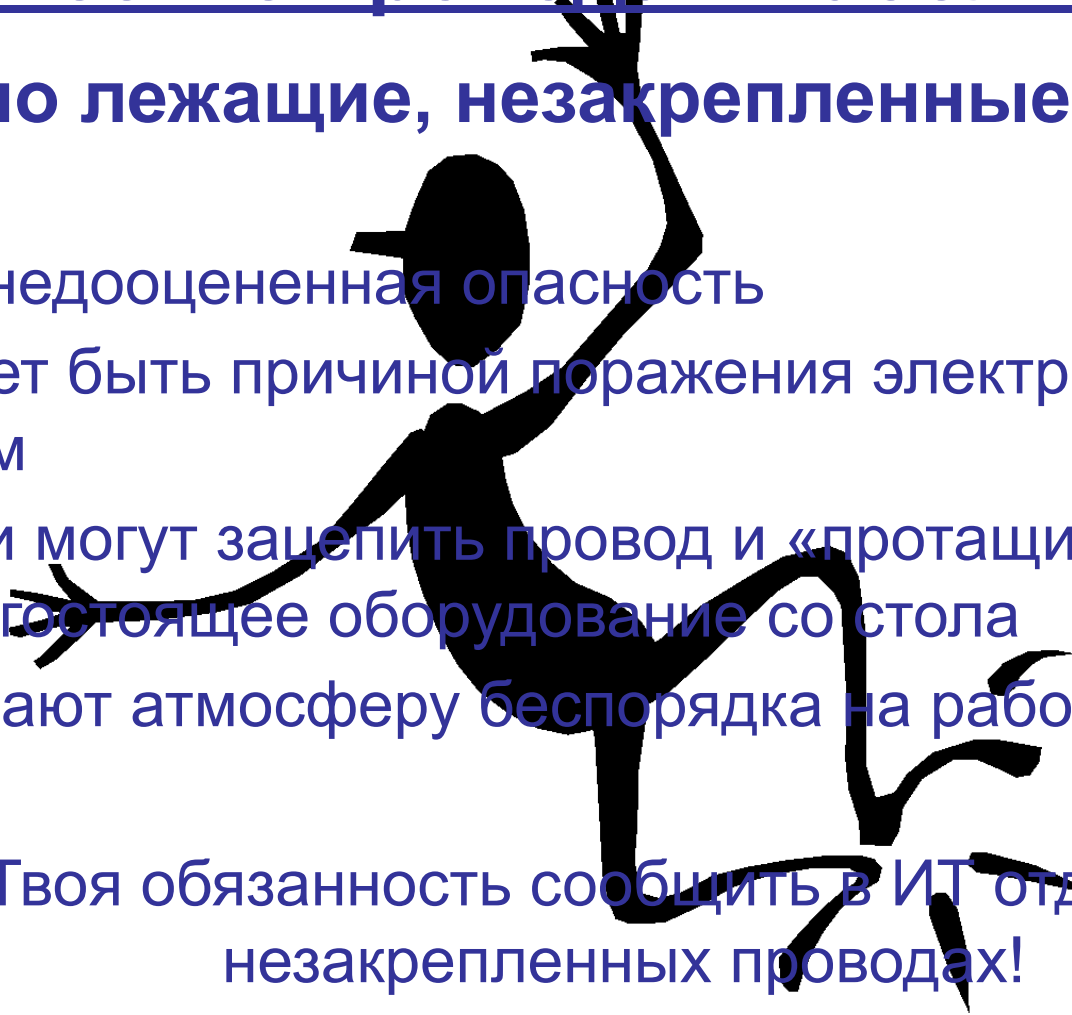 но лежащие, незакрепленные
недооцененная опасность
ет быть причиной поражения электр
м
и могут зацепить провод и «протащи
гостоящее оборудование со стола
ают атмосферу беспорядка на рабо
Твоя обязанность сообщить в ИТ отд
незакрепленных проводах!